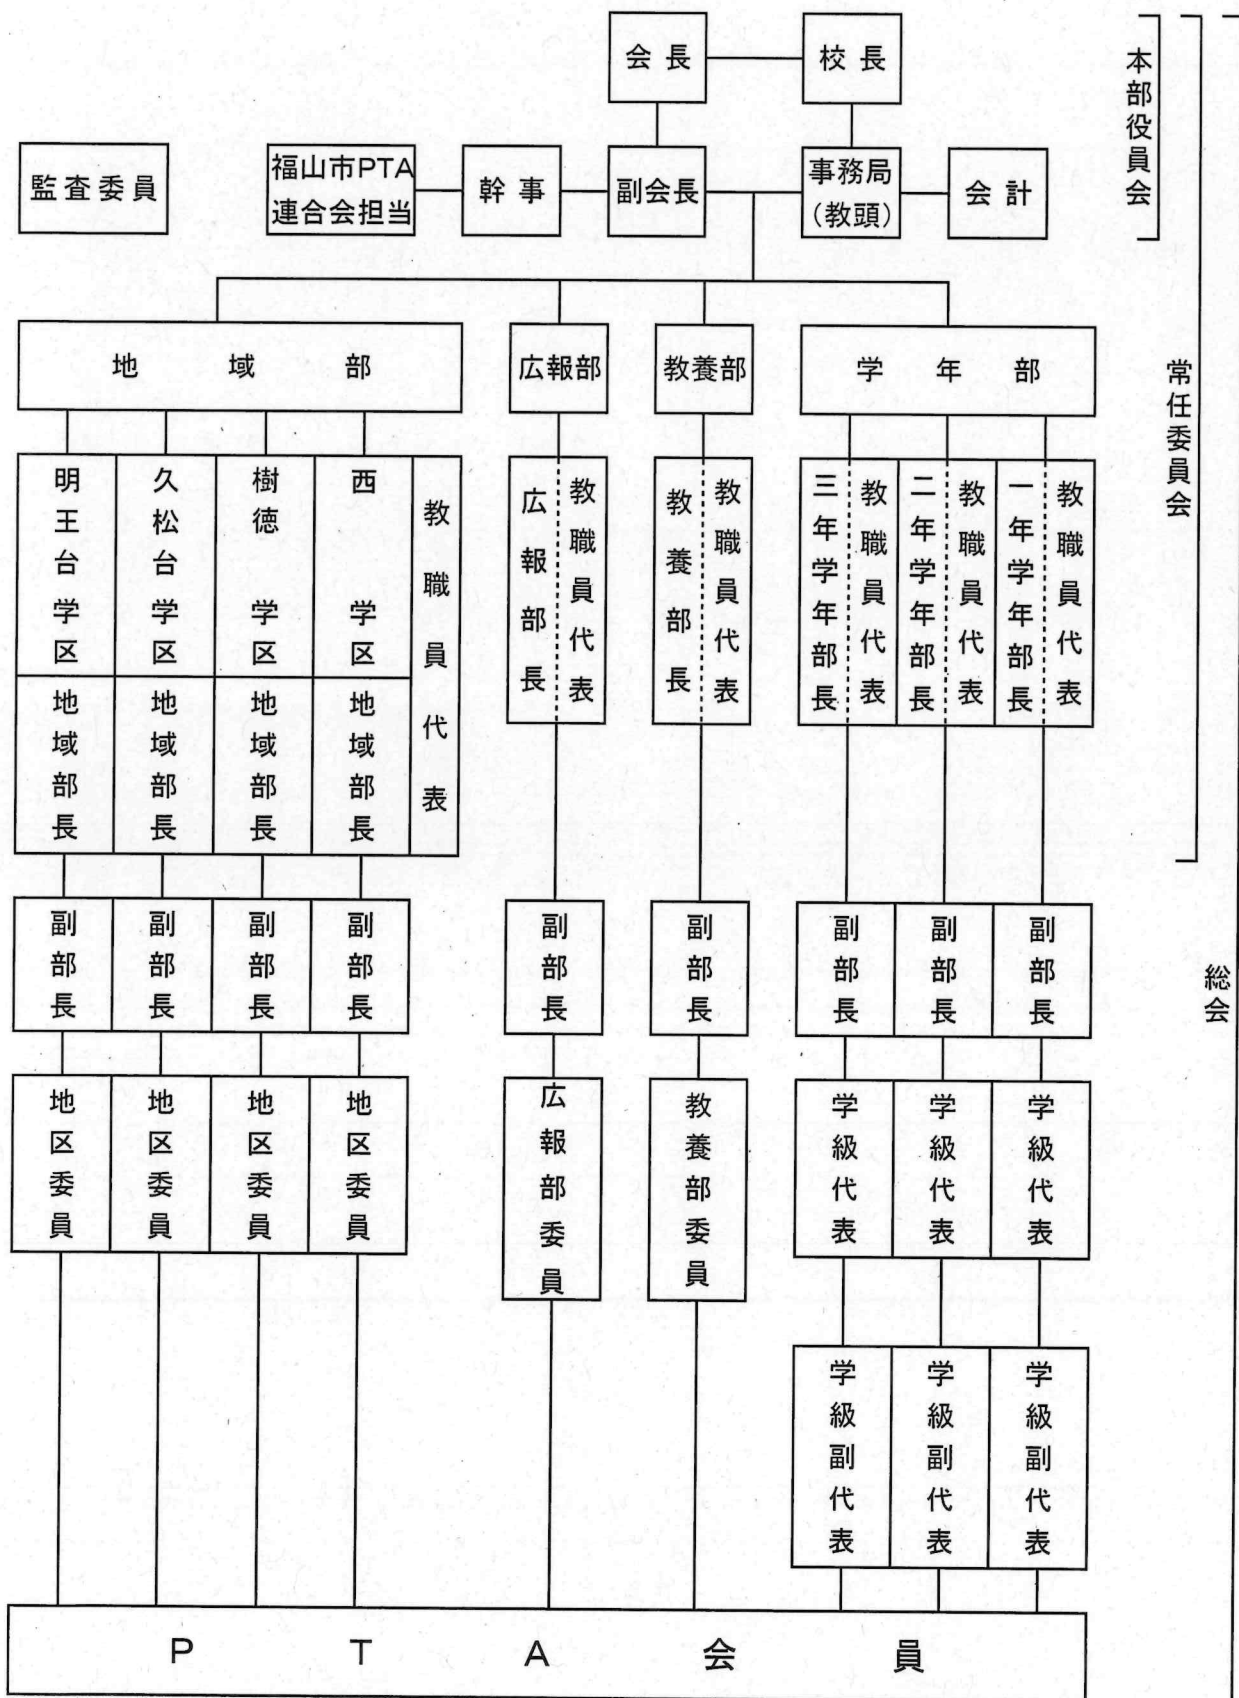 会長
校長
監査委員
福山市PTA
連合会担当
幹事
副会長
事務局
(教頭)
会計
地域部
広報部
教養部
学年部
明王台学区
地域部長
久松台学区
地域部長
樹徳学区
地域部長
西学区
地域部長
教職員代表
広報部長
教職員代表
教養部長
教職員代表
三年学年部長
教職員代表
二年学年部長
教職員代表
一年学年部長
教職員代表
副部長
副部長
副部長
副部長
副部長
副部長
副部長
副部長
副部長
地区委員
地区委員
地区委員
地区委員
広報部委員
教養部委員
学級代表
学級代表
学級代表
学級副代表
学級副代表
学級副代表
PTA会員
本部役員会
常任委員会
総会